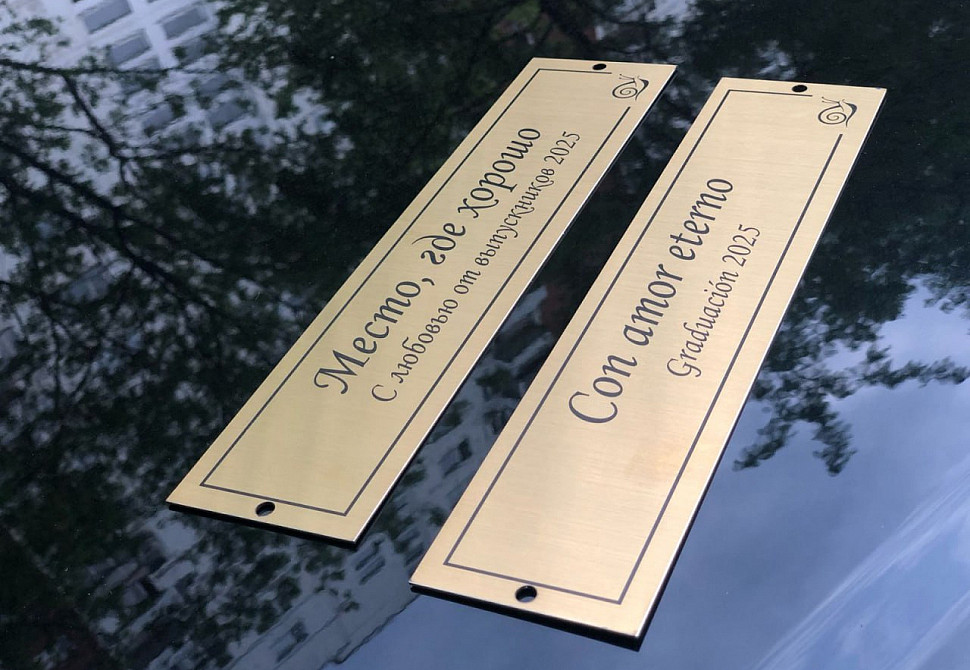 Место, где хорошо
С любовью от выпускников 2025
Con amor eterno
Graduación 2025